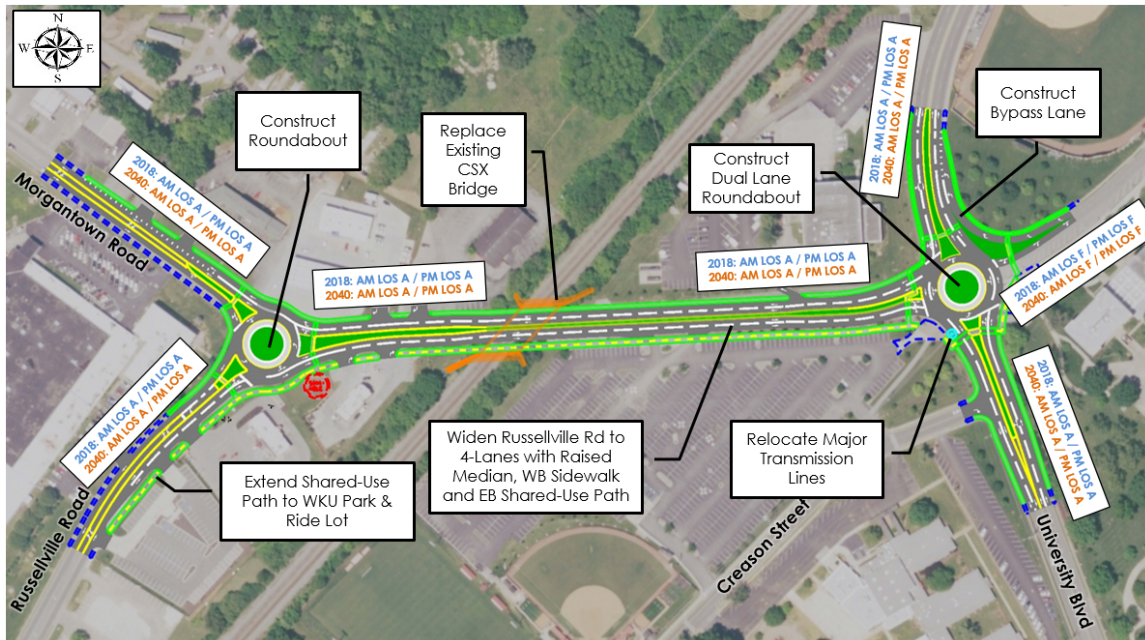 N
W
E
S
Construct
Roundabout
Replace
Existing
CSX
Bridge
Construct
Dual Lane
Roundabout
Construct
Bypass Lane
2018: AM LOS A / PM LOS A
2040: AM LOS A / PM LOS A
Morgantown Road
2018: AM LOS A / PM LOS A
2040: AM LOS A / PM LOS A
2018: AM LOS A / PM LOS A
2040: AM LOS A / PM LOS A
2018: AM LOS A / PM LOS A
2040: AM LOS A / PM LOS A
2018: AM LOS F / PM LOS F
2040: AM LOS F / PM LOS F
2018: AM LOS A / PM LOS A
2040: AM LOS A / PM LOS A
Russellville Road
Extend Shared-Use
Path to WKU Park &
Ride Lot
Widen Russellville Rd to
4-Lanes with Raised
Median, WB Sidewalk
and EB Shared-Use Path
Relocate Major
Transmission
Lines
2018: AM LOS A / PM LOS A
2040: AM LOS A / PM LOS A
Creason Street
University Blvd